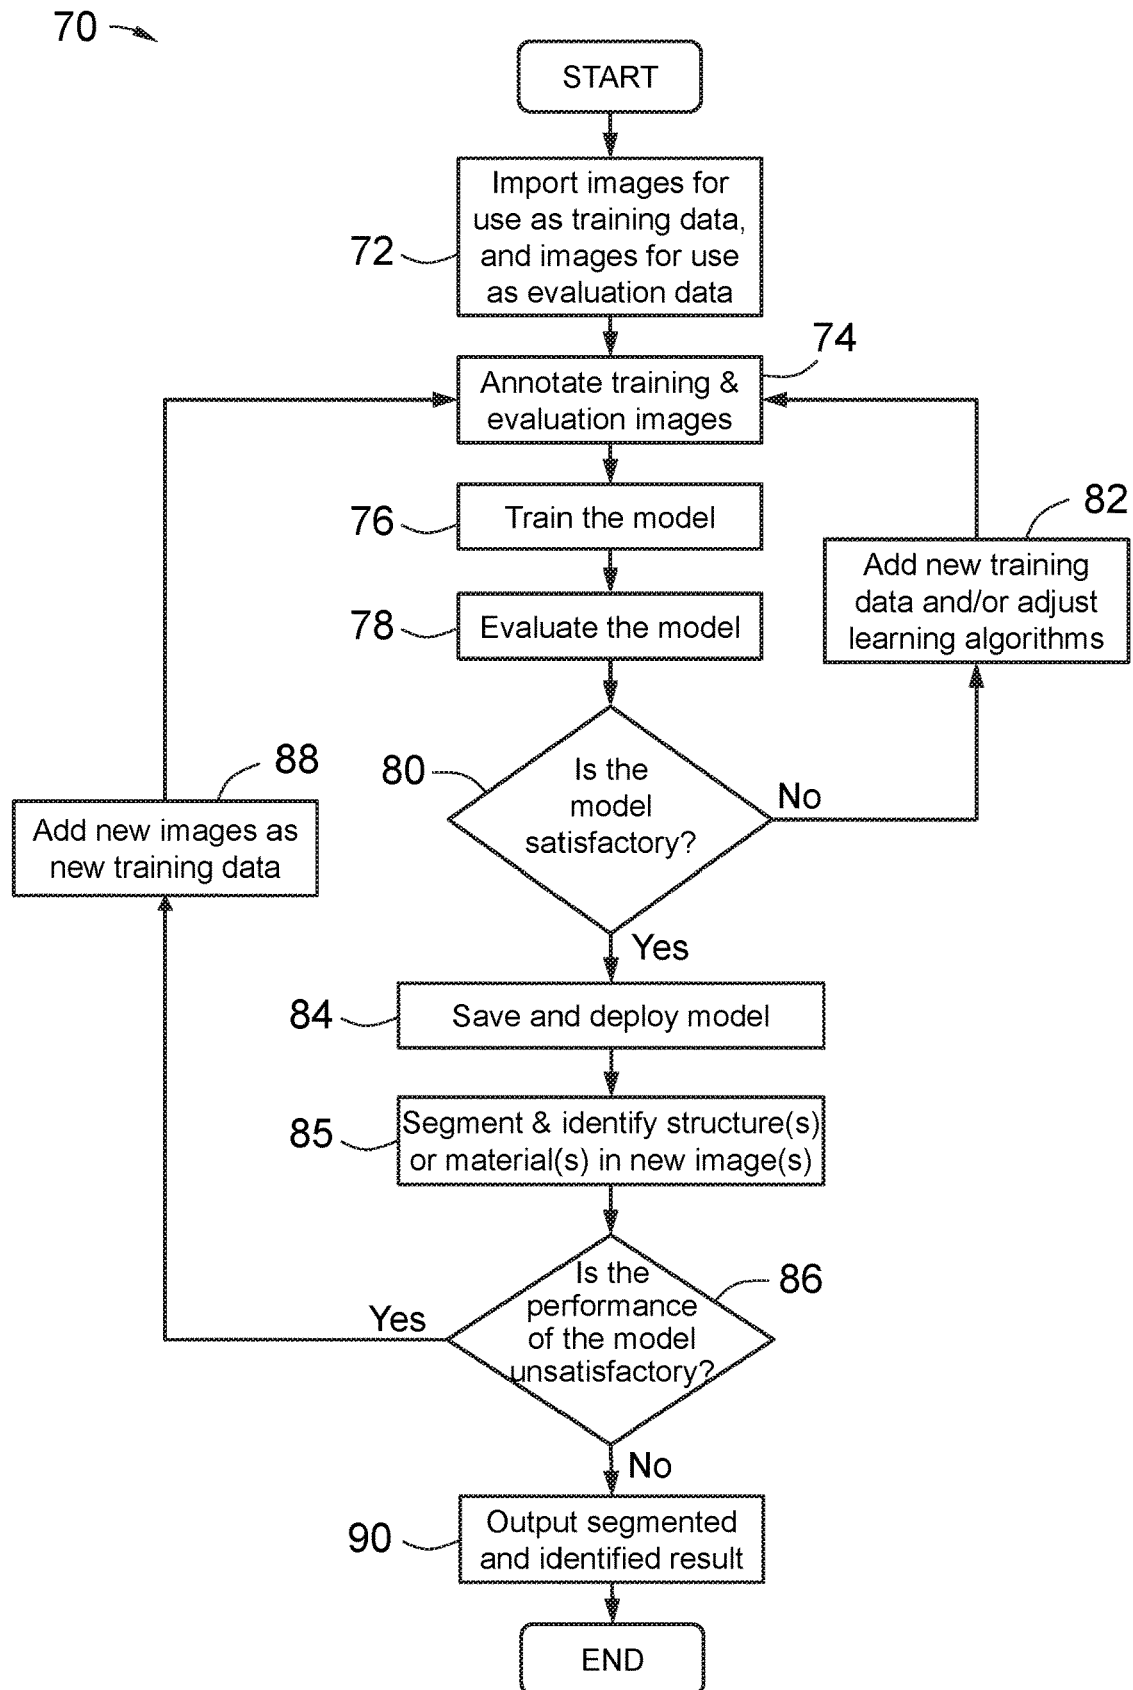 70
START
Import images for
use as training data,
and images for use
as evaluation data
72
74
Annotate training &
evaluation images
76
Train the model
82
Add new training
data and/or adjust
learning algorithms
78
Evaluate the model
80
Is the
model
satisfactory?
No
88
Add new images as
new training data
Yes
84
Save and deploy model
85
Segment & identify structure(s)
or material(s) in new image(s)
86
Is the
performance
of the model
unsatisfactory?
Yes
No
90
Output segmented
and identified result
END